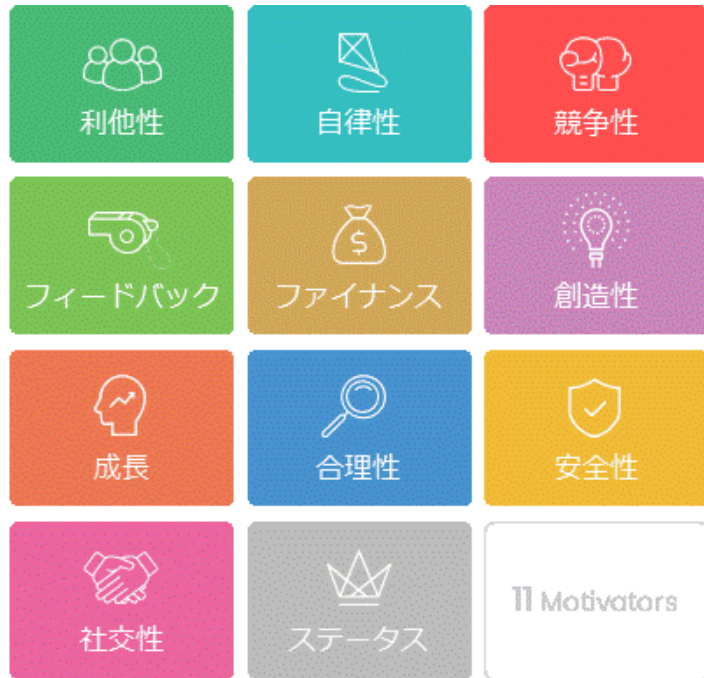 利他性
自律性
競争性
フィードバック
ファイナンス
創造性
成長
合理性
安全性
社交性
ステータス
11 Motivators